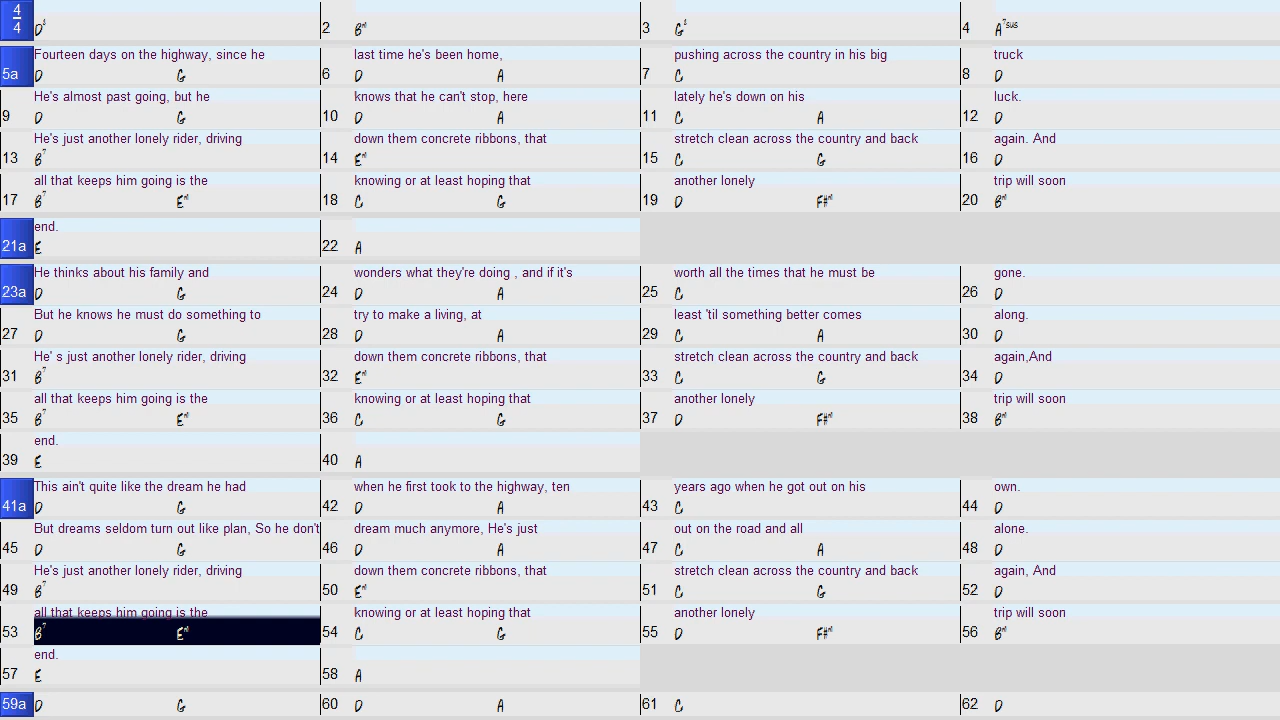 4
4
D⁵ 2 Bm 3 G⁵ 4 A7sus
Fourteen days on the highway, since he last time he's been home, pushing across the country in his big truck
5a D G 6 D A 7 C 8 D
He's almost past going, but he knows that he can't stop, here lately he's down on his luck.
9 D G 10 D A 11 C A 12 D
He's just another lonely rider, driving down them concrete ribbons, that stretch clean across the country and back again. And
13 B7 14 Em 15 C G 16 D
all that keeps him going is the knowing or at least hoping that another lonely trip will soon
17 B7 Em 18 C G 19 D F#m 20 Bm
end.
21a E 22 A
He thinks about his family and wonders what they're doing , and if it's worth all the times that he must be gone.
23a D G 24 D A 25 C 26 D
But he knows he must do something to try to make a living, at least 'til something better comes along.
27 D G 28 D A 29 C A 30 D
He' s just another lonely rider, driving down them concrete ribbons, that stretch clean across the country and back again,And
31 B7 32 Em 33 C G 34 D
all that keeps him going is the knowing or at least hoping that another lonely trip will soon
35 B7 Em 36 C G 37 D F#m 38 Bm
end.
39 E 40 A
This ain't quite like the dream he had when he first took to the highway, ten years ago when he got out on his own.
41a D G 42 D A 43 C 44 D
But dreams seldom turn out like plan, So he don't dream much anymore, He's just out on the road and all alone.
45 D G 46 D A 47 C A 48 D
He's just another lonely rider, driving down them concrete ribbons, that stretch clean across the country and back again, And
49 B7 50 Em 51 C G 52 D
all that keeps him going is the knowing or at least hoping that another lonely trip will soon
53 B7 Em 54 C G 55 D F#m 56 Bm
end.
57 E 58 A
59a D G 60 D A 61 C 62 D